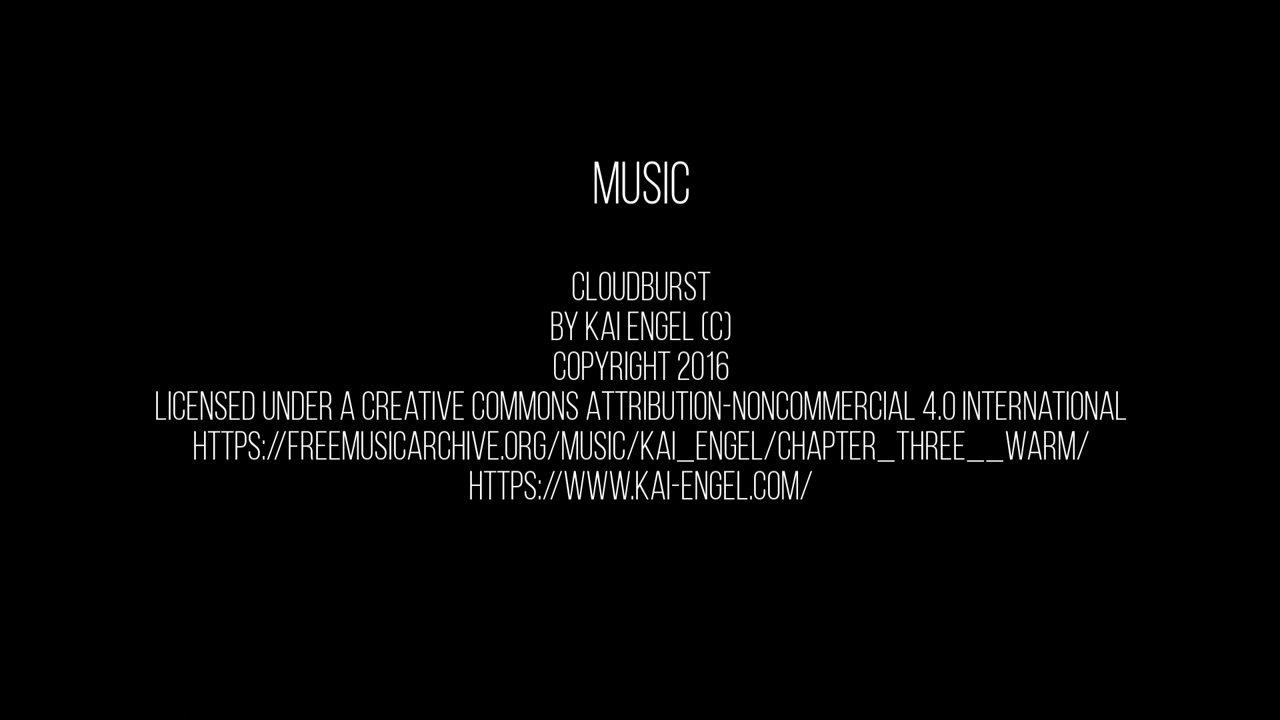 MUSIC
CLOUDBURST
BY KAI ENGEL (C)
COPYRIGHT 2016
LICENSED UNDER A CREATIVE COMMONS ATTRIBUTION-NONCOMMERCIAL 4.0 INTERNATIONAL
HTTPS://FREEMUSICARCHIVE.ORG/MUSIC/KAI_ENGEL/CHAPTER_THREE__WARM/
HTTPS://WWW.KAI-ENGEL.COM/